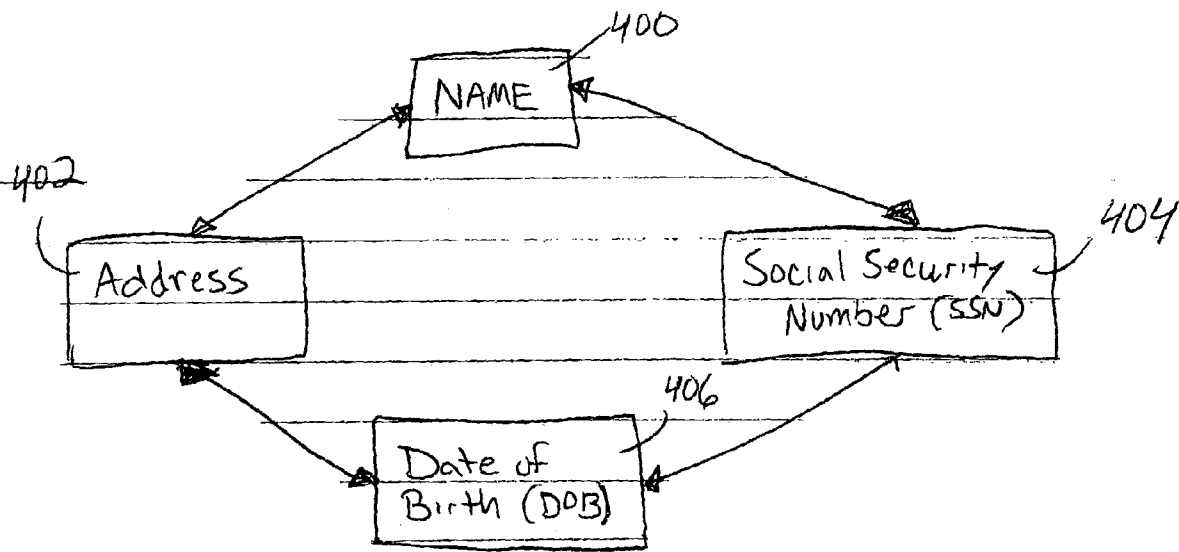 400
NAME
402
Address
404
Social Security
Number (SSN)
406
Date of
Birth (DOB)